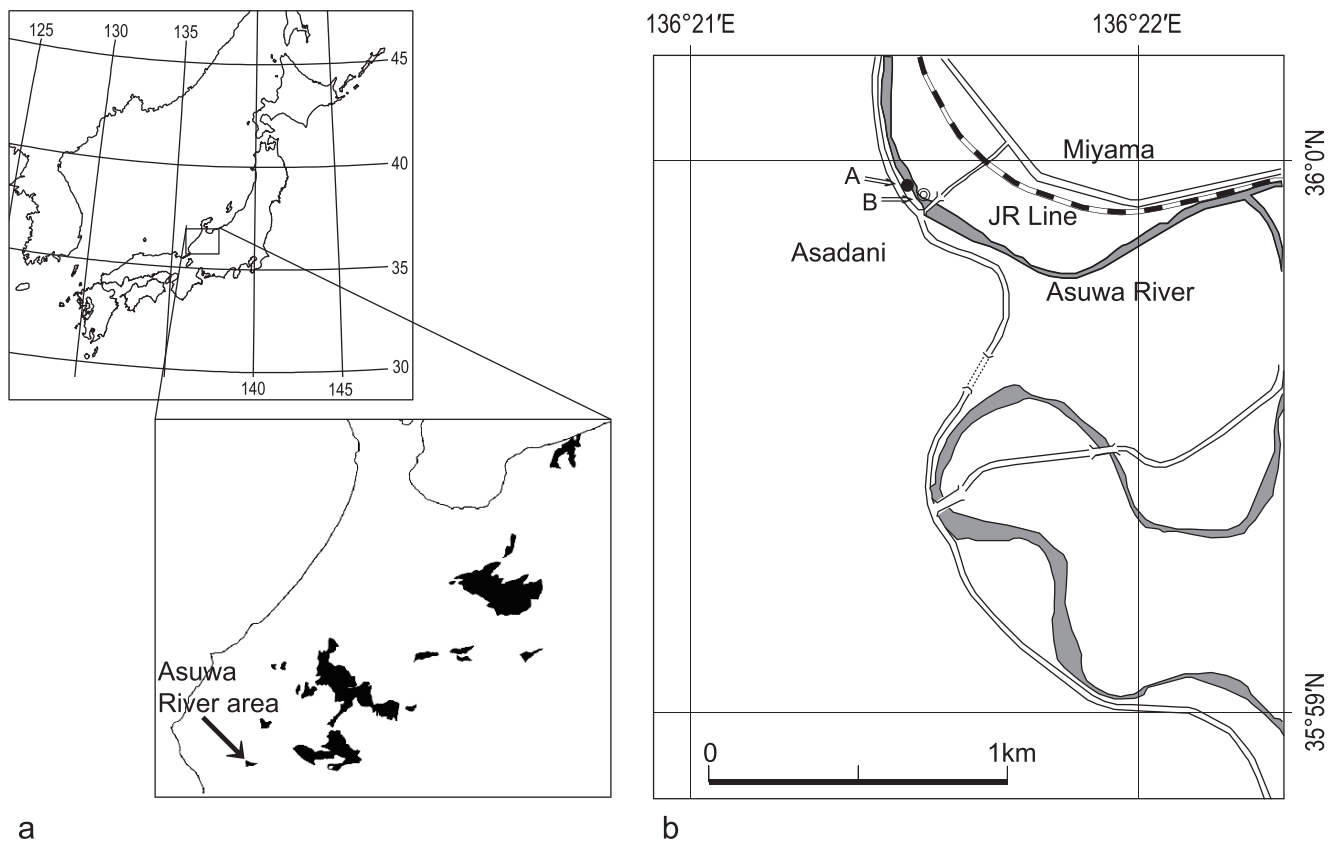 125 130 135
45
40
35
30
140 145
Asuwa
River area
a
136°21′E 136°22′E
36°0′N
Miyama
A
B
JR Line
Asadani
Asuwa River
35°59′N
0 1km
b